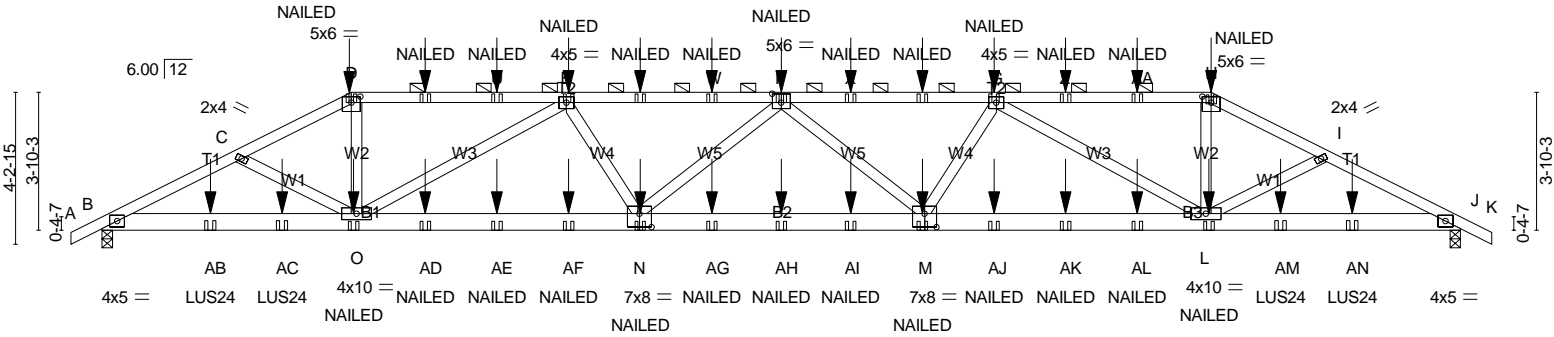 NAILED
5x6 =
NAILED
NAILED
NAILED
4x5 =
NAILED
NAILED
NAILED
5x6 =
NAILED
NAILED
NAILED
4x5 =
NAILED
NAILED
NAILED
5x6 =
6.00 12
2x4
2x4
C
T1
W1
W2
W3
W4
W5
W5
W4
W3
W2
W1
I
T1
4-2-15
3-10-3
0-4-7
3-10-3
0-4-7
A B
B1
B2
B3
J K
AB
AC
O
AD
AE
AF
N
AG
AH
AI
M
AJ
AK
AL
L
AM
AN
4x5 =
LUS24
LUS24
4x10 =
NAILED
NAILED
NAILED
NAILED
7x8 =
NAILED
NAILED
NAILED
NAILED
7x8 =
NAILED
NAILED
NAILED
NAILED
4x10 =
NAILED
LUS24
LUS24
4x5 =